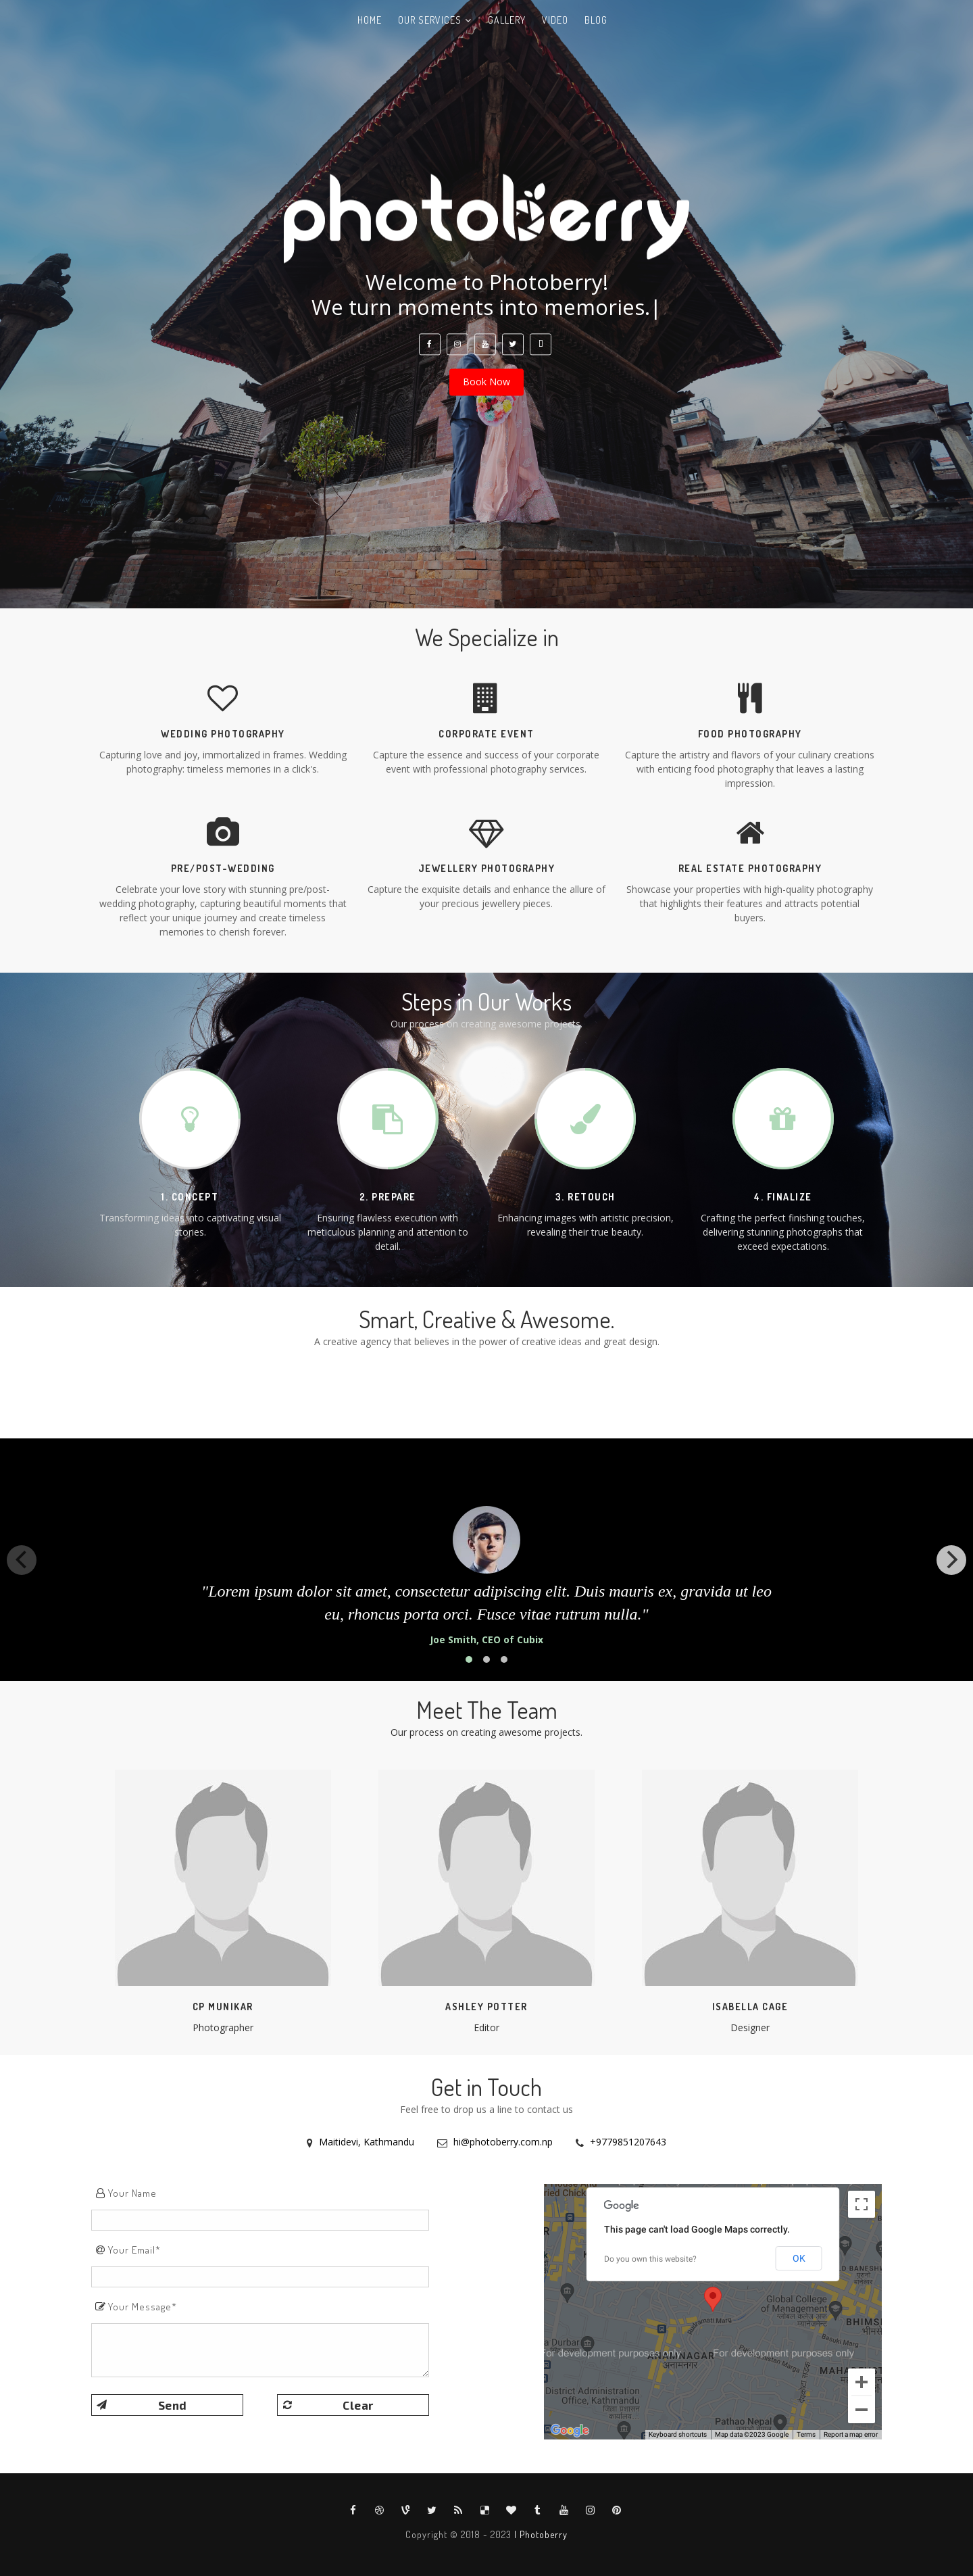 HOME OUR SERVICES GALLERY VIDEO BLOG
photoberry
Welcome to Photoberry!
We turn moments into memories.|
Book Now
We Specialize in
WEDDING PHOTOGRAPHY
Capturing love and joy, immortalized in frames. Wedding
photography: timeless memories in a click's.
CORPORATE EVENT
Capture the essence and success of your corporate
event with professional photography services.
FOOD PHOTOGRAPHY
Capture the artistry and flavors of your culinary creations
with enticing food photography that leaves a lasting
impression.
PRE/POST-WEDDING
Celebrate your love story with stunning pre/post-
wedding photography, capturing beautiful moments that
reflect your unique journey and create timeless
memories to cherish forever.
JEWELLERY PHOTOGRAPHY
Capture the exquisite details and enhance the allure of
your precious jewellery pieces.
REAL ESTATE PHOTOGRAPHY
Showcase your properties with high-quality photography
that highlights their features and attracts potential
buyers.
Steps in Our Works
Our process on creating awesome projects.
1. CONCEPT
Transforming ideas into captivating visual
stories.
2. PREPARE
Ensuring flawless execution with
meticulous planning and attention to
detail.
3. RETOUCH
Enhancing images with artistic precision,
revealing their true beauty.
4. FINALIZE
Crafting the perfect finishing touches,
delivering stunning photographs that
exceed expectations.
Smart, Creative & Awesome.
A creative agency that believes in the power of creative ideas and great design.
"Lorem ipsum dolor sit amet, consectetur adipiscing elit. Duis mauris ex, gravida ut leo
eu, rhoncus porta orci. Fusce vitae rutrum nulla."
Joe Smith, CEO of Cubix
Meet The Team
Our process on creating awesome projects.
CP MUNIKAR
Photographer
ASHLEY POTTER
Editor
ISABELLA CAGE
Designer
Get in Touch
Feel free to drop us a line to contact us
Maitidevi, Kathmandu hi@photoberry.com.np +9779851207643
Your Name
Your Email*
Your Message*
Send
Clear
Google
This page can't load Google Maps correctly.
Do you own this website?
OK
Global College
of Management
ANAMNAGAR
अनामनगर
For development purposes only
District Administration
Office, Kathmandu
Pathao Nepal
Google
Keyboard shortcuts Map data ©2023 Google Terms Report a map error
Copyright © 2018 - 2023 | Photoberry